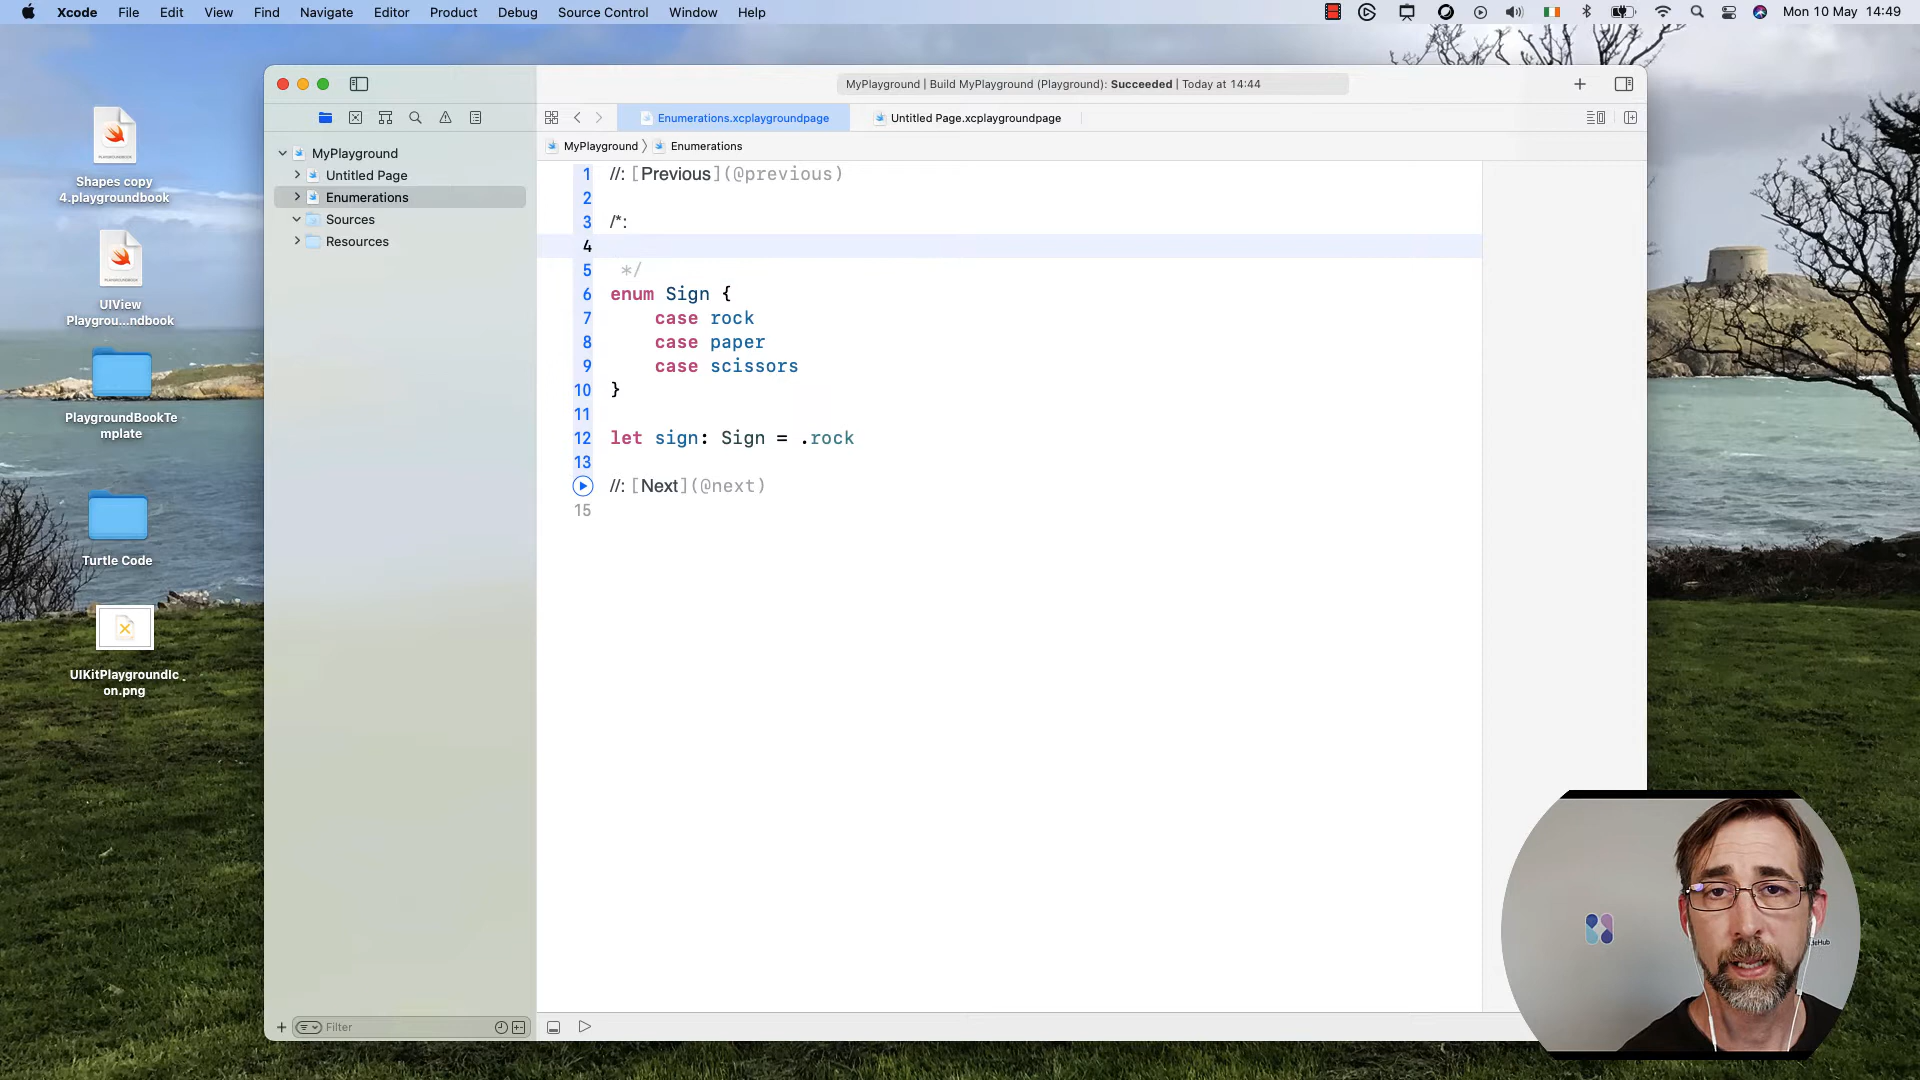 Xcode File Edit View Find Navigate Editor Product Debug Source Control Window Help
Mon 10 May 14:49
Shapes copy
4.playgroundbook
UIView
Playgrou...ndbook
PlaygroundBookTe
mplate
Turtle Code
UIKitPlaygroundIc
on.png
MyPlayground | Build MyPlayground (Playground): Succeeded | Today at 14:44
Enumerations.xcplaygroundpage
Untitled Page.xcplaygroundpage
MyPlayground
Untitled Page
Enumerations
Sources
Resources
Filter
MyPlayground 〉 Enumerations
1 //: [Previous](@previous)
2
3 /*:
4
5 */
6 enum Sign {
7 case rock
8 case paper
9 case scissors
10 }
11
12 let sign: Sign = .rock
13
//: [Next](@next)
15